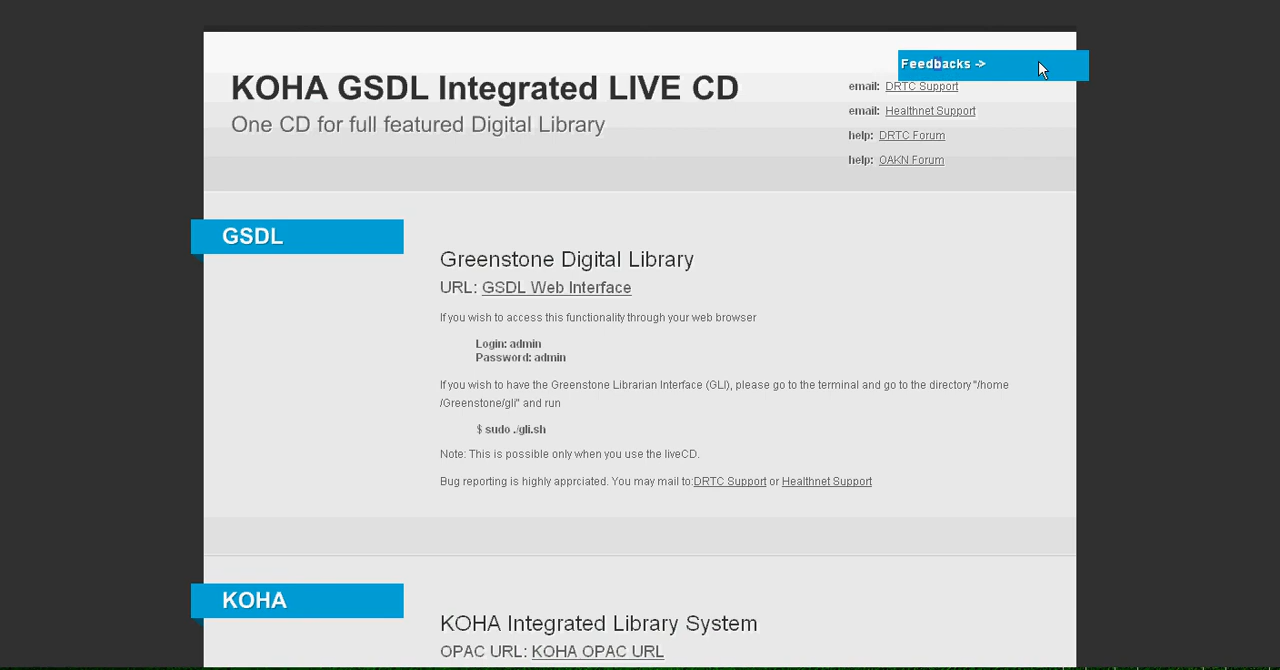 Feedbacks ->
KOHA GSDL Integrated LIVE CD
One CD for full featured Digital Library
email: DRTC Support
email: Healthnet Support
help: DRTC Forum
help: OAKN Forum
GSDL
Greenstone Digital Library
URL: GSDL Web Interface
If you wish to access this functionality through your web browser
Login: admin
Password: admin
If you wish to have the Greenstone Librarian Interface (GLI), please go to the terminal and go to the directory "/home
/Greenstone/gli" and run
$ sudo ./gli.sh
Note: This is possible only when you use the liveCD.
Bug reporting is highly apprciated. You may mail to:DRTC Support or Healthnet Support
KOHA
KOHA Integrated Library System
OPAC URL: KOHA OPAC URL